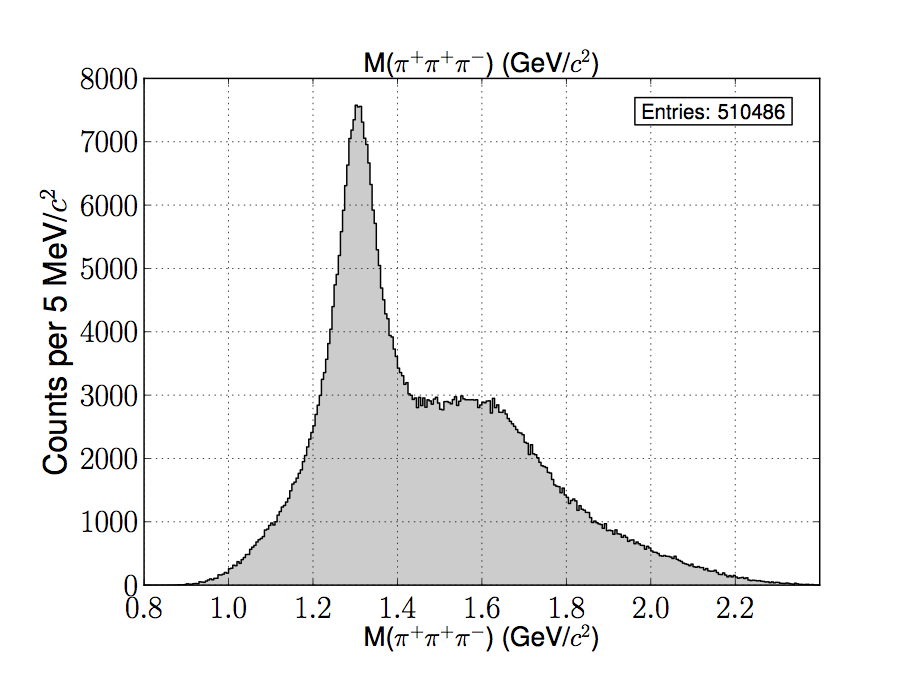 M(π⁺π⁺π⁻) (GeV/c²)
Entries: 510486
Counts per 5 MeV/c²
8000
7000
6000
5000
4000
3000
2000
1000
0
0.8 1.0 1.2 1.4 1.6 1.8 2.0 2.2
M(π⁺π⁺π⁻) (GeV/c²)